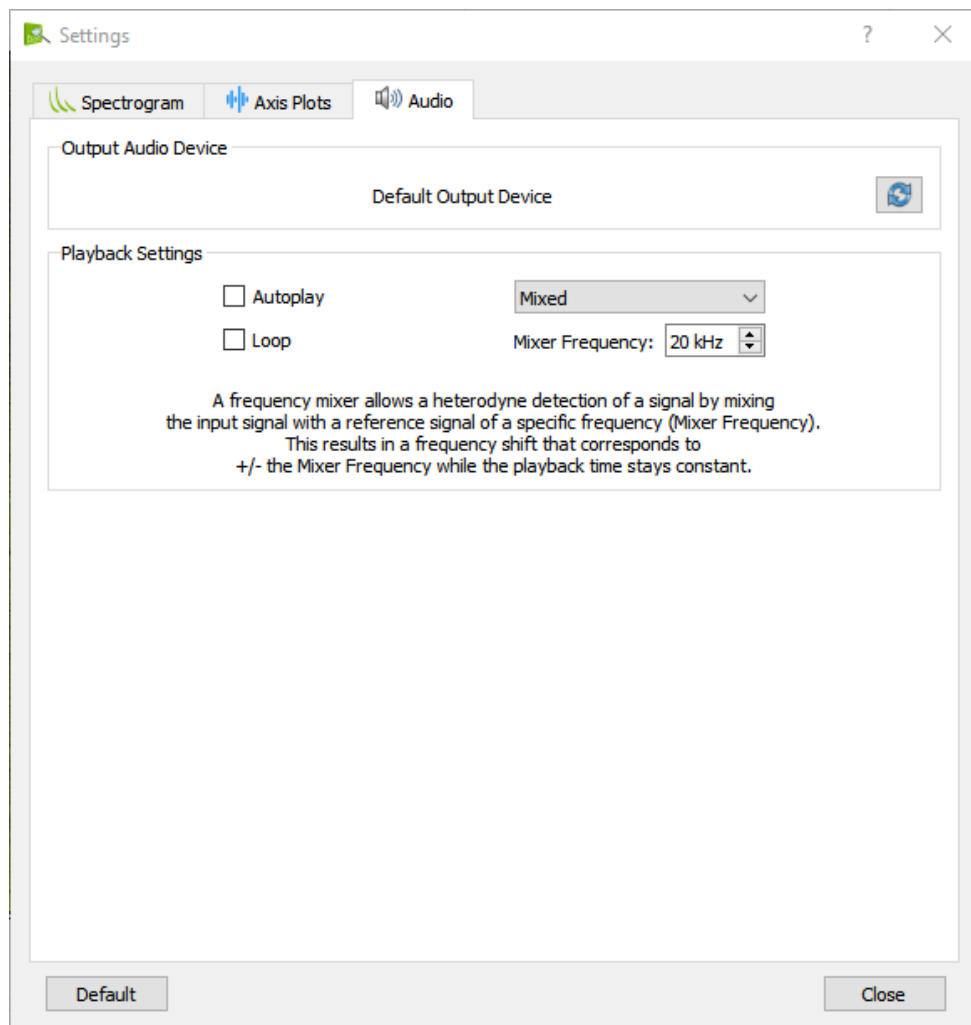 Settings
?
Spectrogram
Axis Plots
Audio
Output Audio Device
Default Output Device
Playback Settings
Autoplay
Mixed
Loop
Mixer Frequency: 20 kHz
A frequency mixer allows a heterodyne detection of a signal by mixing
the input signal with a reference signal of a specific frequency (Mixer Frequency).
This results in a frequency shift that corresponds to
+/- the Mixer Frequency while the playback time stays constant.
Default
Close